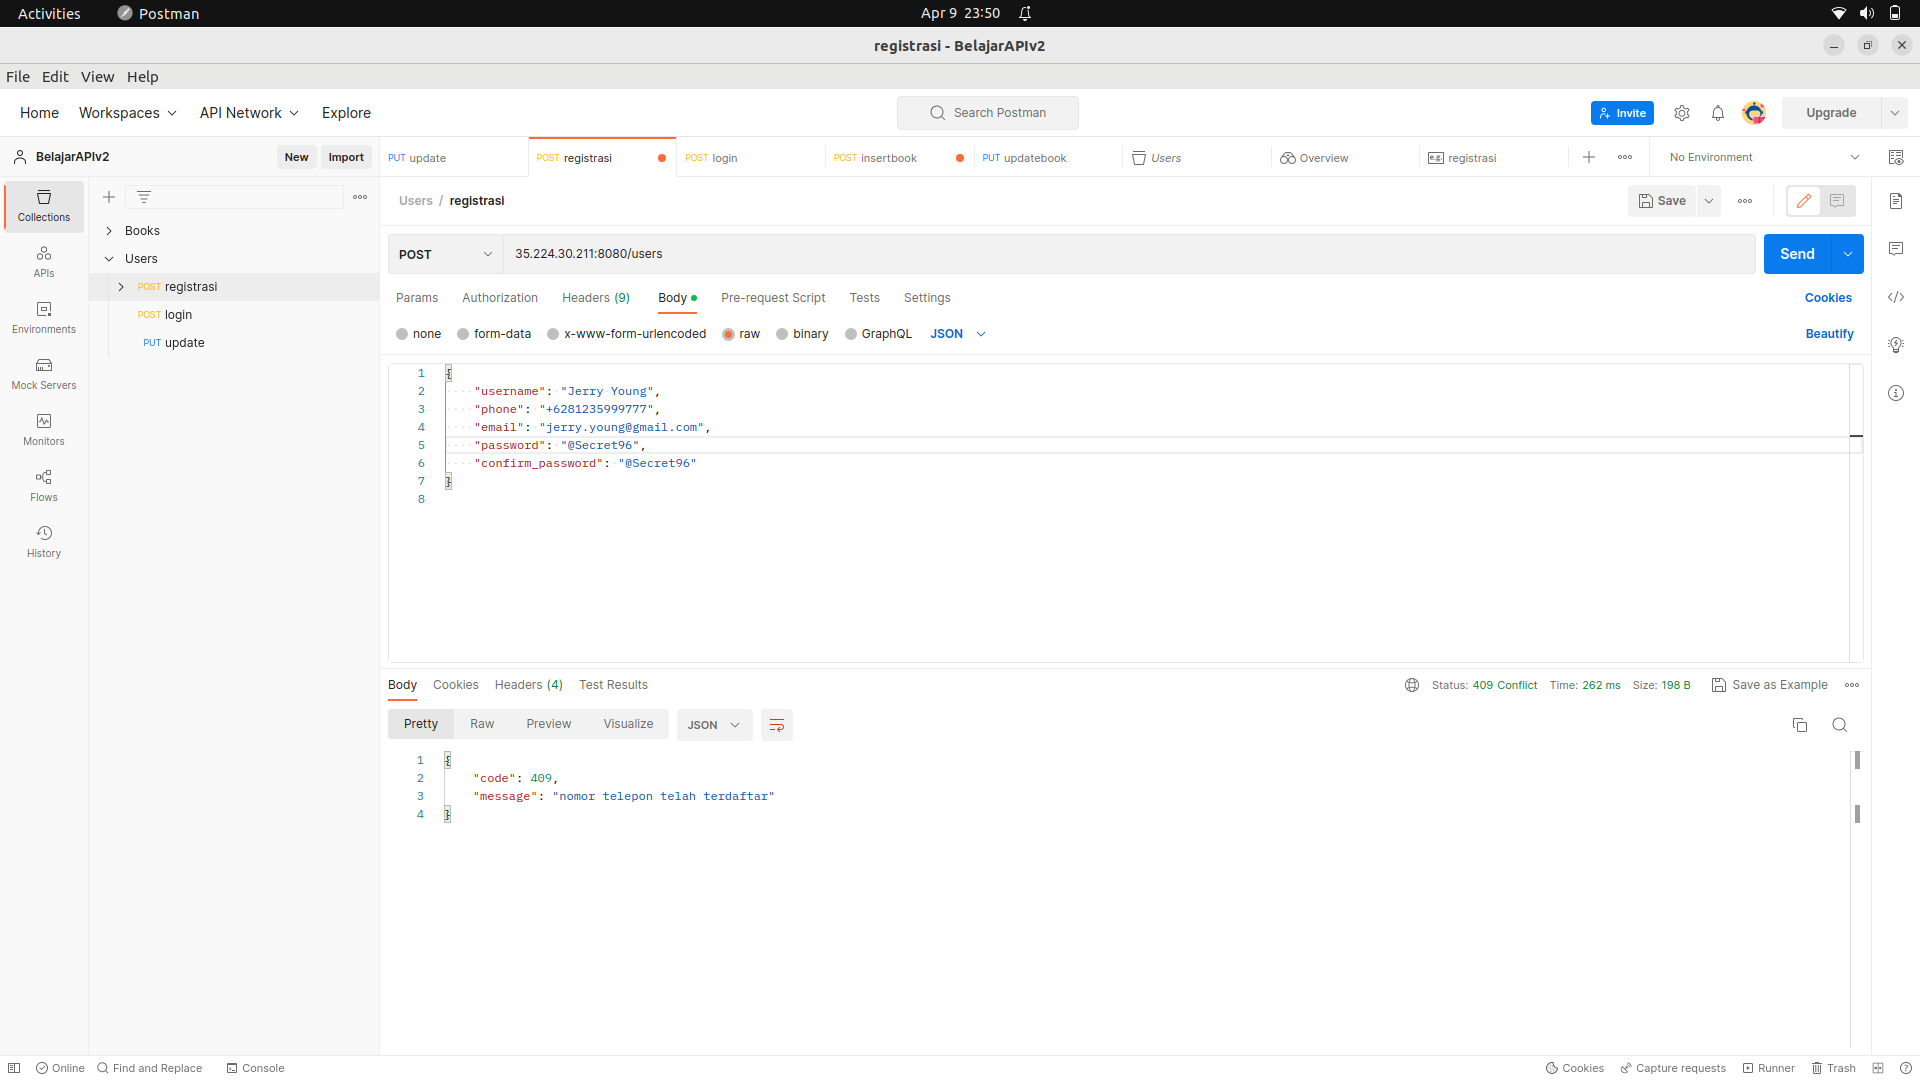 Activities Postman Apr 9 23:50
registrasi - BelajarAPIv2
File Edit View Help
Home Workspaces API Network Explore Search Postman Invite Upgrade
BelajarAPIv2 New Import
PUT update POST registrasi POST login POST insertbook PUT updatebook Users Overview e.g. registrasi No Environment
Collections
APIs
Environments
Mock Servers
Monitors
Flows
History
Books
Users
POST registrasi
POST login
PUT update
Users / registrasi Save
POST 35.224.30.211:8080/users Send
Params Authorization Headers (9) Body Pre-request Script Tests Settings Cookies
none form-data x-www-form-urlencoded raw binary GraphQL JSON Beautify
1 {
2 "username": "Jerry Young",
3 "phone": "+6281235999777",
4 "email": "jerry.young@gmail.com",
5 "password": "@Secret96",
6 "confirm_password": "@Secret96"
7 }
8
Body Cookies Headers (4) Test Results Status: 409 Conflict Time: 262 ms Size: 198 B Save as Example
Pretty Raw Preview Visualize JSON
1 {
2 "code": 409,
3 "message": "nomor telepon telah terdaftar"
4 }
Online Find and Replace Console Cookies Capture requests Runner Trash